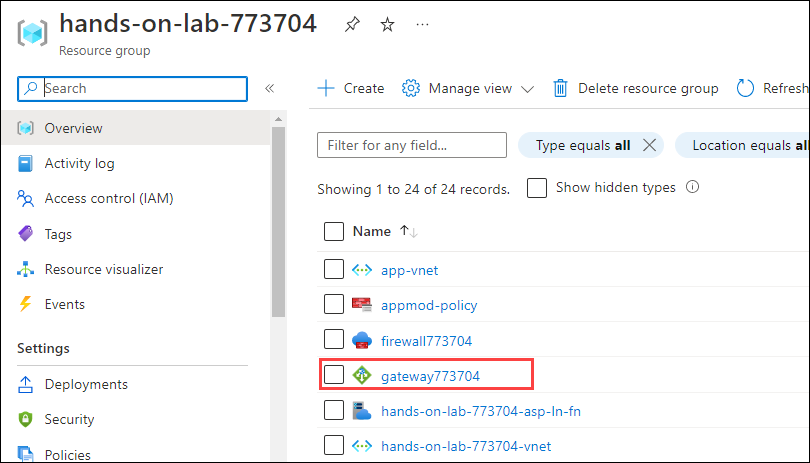 hands-on-lab-773704
Resource group
Search
Overview
Activity log
Access control (IAM)
Tags
Resource visualizer
Events
Settings
Deployments
Security
Policies
Create
Manage view
Delete resource group
Refresh
Filter for any field...
Type equals all
Location equals all
Showing 1 to 24 of 24 records.
Show hidden types
Name
app-vnet
appmod-policy
firewall773704
gateway773704
hands-on-lab-773704-asp-ln-fn
hands-on-lab-773704-vnet